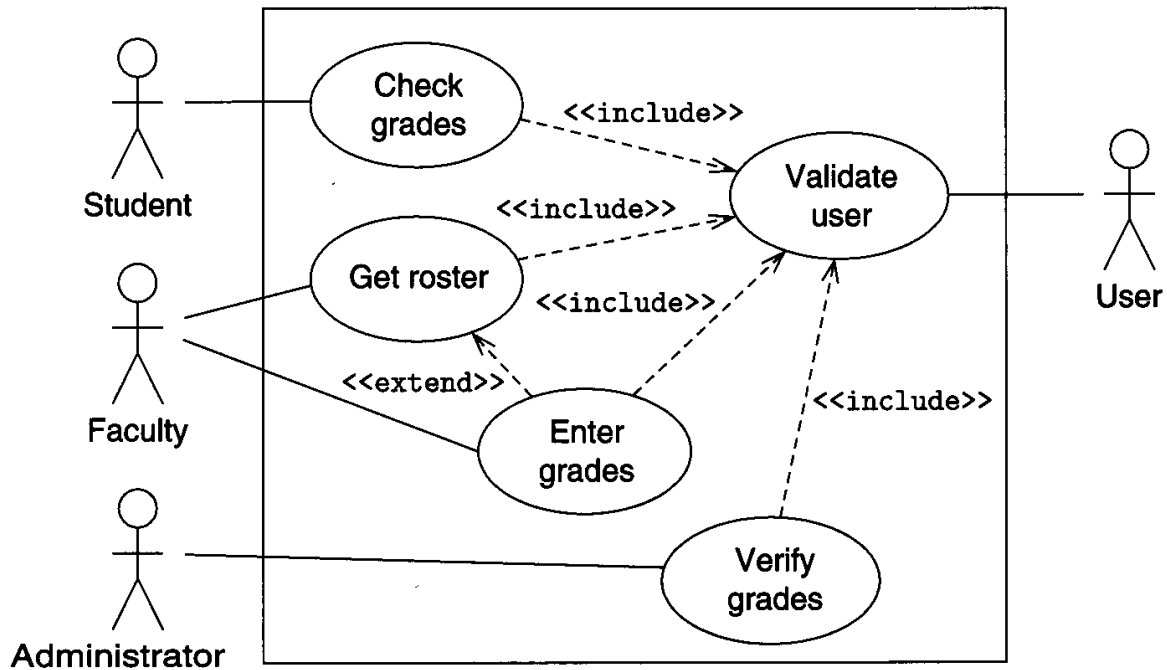 Check
grades
<<include>>
Student
Validate
user
<<include>>
Get roster
User
<<include>>
<<extend>>
<<include>>
Faculty
Enter
grades
Verify
grades
Administrator